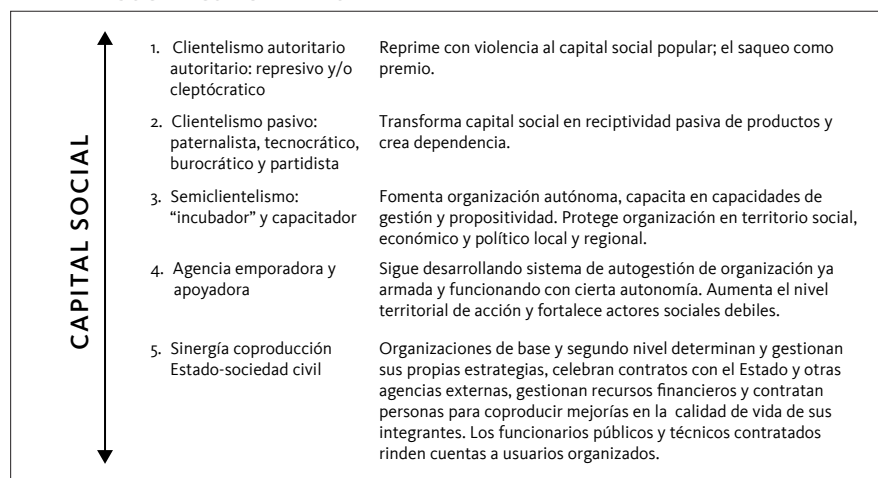 CAPITAL SOCIAL
1. Clientelismo autoritario
autoritario: represivo y/o
cleptócratico
Reprime con violencia al capital social popular; el saqueo como
premio.
2. Clientelismo pasivo:
paternalista, tecnocrático,
burocrático y partidista
Transforma capital social en reciptividad pasiva de productos y
crea dependencia.
3. Semiclientelismo:
“incubador” y capacitador
Fomenta organización autónoma, capacita en capacidades de
gestión y propositividad. Protege organización en territorio social,
económico y político local y regional.
4. Agencia emporadora y
apoyadora
Sigue desarrollando sistema de autogestión de organización ya
armada y funcionando con cierta autonomía. Aumenta el nivel
territorial de acción y fortalece actores sociales debiles.
5. Sinergía coproducción
Estado-sociedad civil
Organizaciones de base y segundo nivel determinan y gestionan
sus propias estrategias, celebran contratos con el Estado y otras
agencias externas, gestionan recursos financieros y contratan
personas para coproducir mejorías en la calidad de vida de sus
integrantes. Los funcionarios públicos y técnicos contratados
rinden cuentas a usuarios organizados.